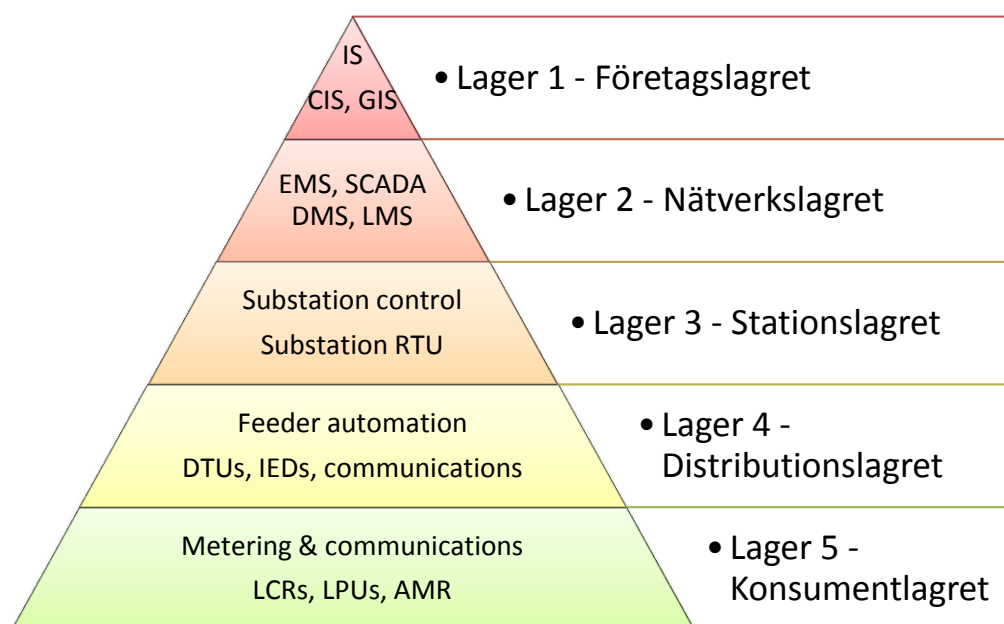 IS
CIS, GIS
• Lager 1 - Företagslagret
EMS, SCADA
DMS, LMS
• Lager 2 - Nätverkslagret
Substation control
Substation RTU
• Lager 3 - Stationslagret
Feeder automation
DTUs, IEDs, communications
• Lager 4 -
Distributionslagret
Metering & communications
LCRs, LPUs, AMR
• Lager 5 -
Konsumentlagret